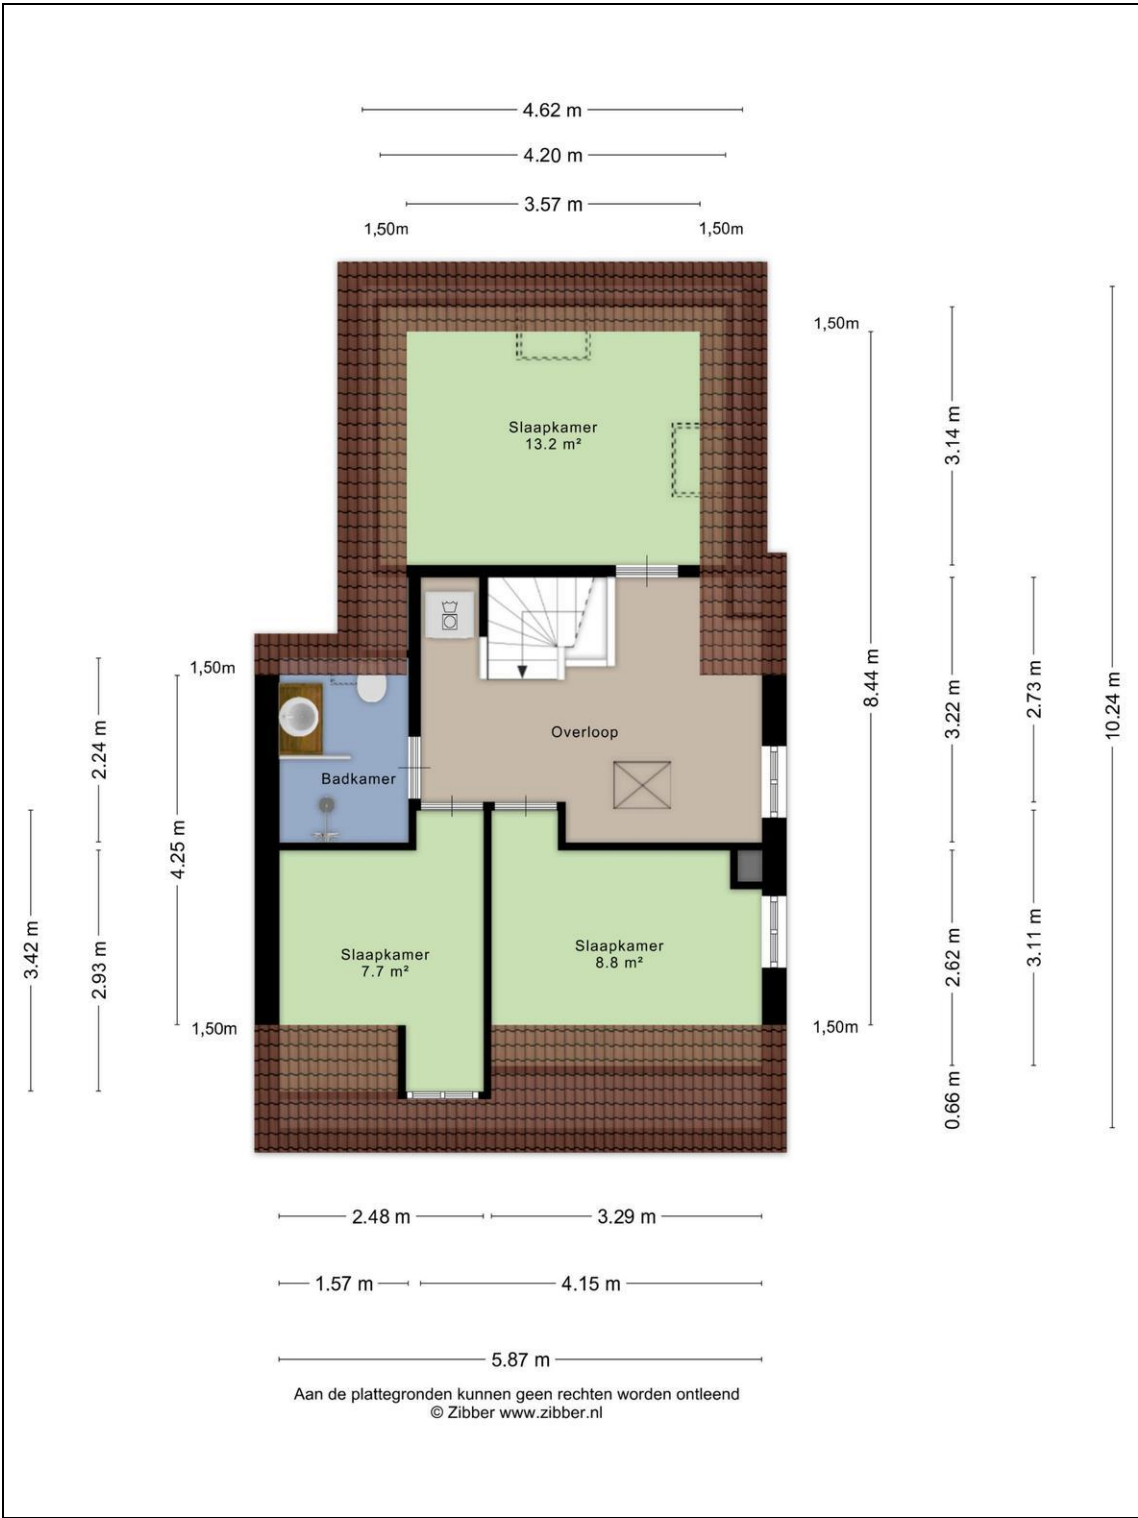 4.62 m
4.20 m
3.57 m
1,50m
1,50m
1,50m
Slaapkamer
13.2 m²
3.14 m
1,50m
8.44 m
3.22 m
2.73 m
10.24 m
2.24 m
Overloop
Badkamer
4.25 m
3.42 m
2.93 m
Slaapkamer
7.7 m²
Slaapkamer
8.8 m²
2.62 m
3.11 m
1,50m
1,50m
0.66 m
2.48 m
3.29 m
1.57 m
4.15 m
5.87 m
Aan de plattegronden kunnen geen rechten worden ontleend
© Zibber www.zibber.nl